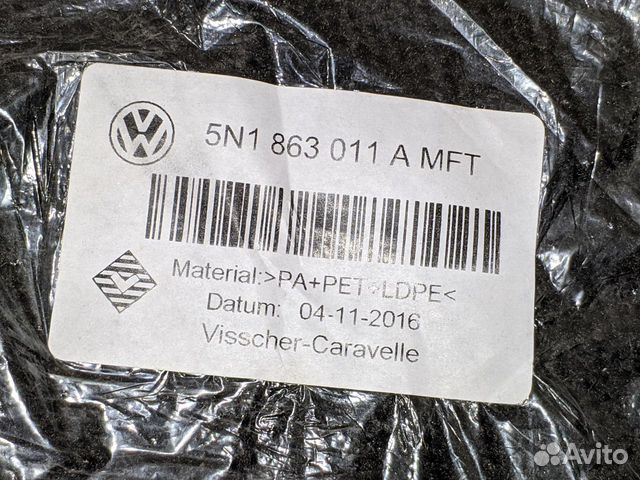 5N1 863 011 A MFT
Material:>PA+PET+LDPE<
Datum: 04-11-2016
Visscher-Caravelle
Avito